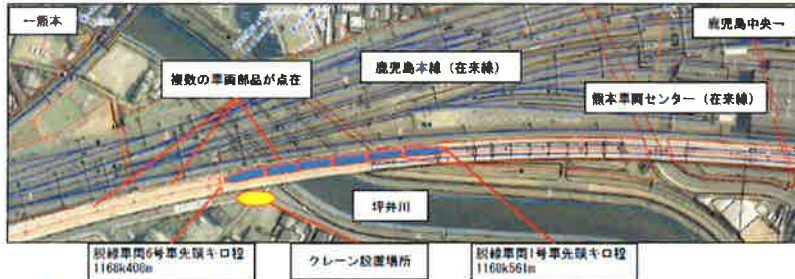 ←熊本
鹿児島中央→
複数の車両部品が点在
鹿児島本線（在来線）
熊本車両センター（在来線）
坪井川
脱線車両6号車先頭キロ程
1168k408m
クレーン設置場所
脱線車両1号車先頭キロ程
1168k561m